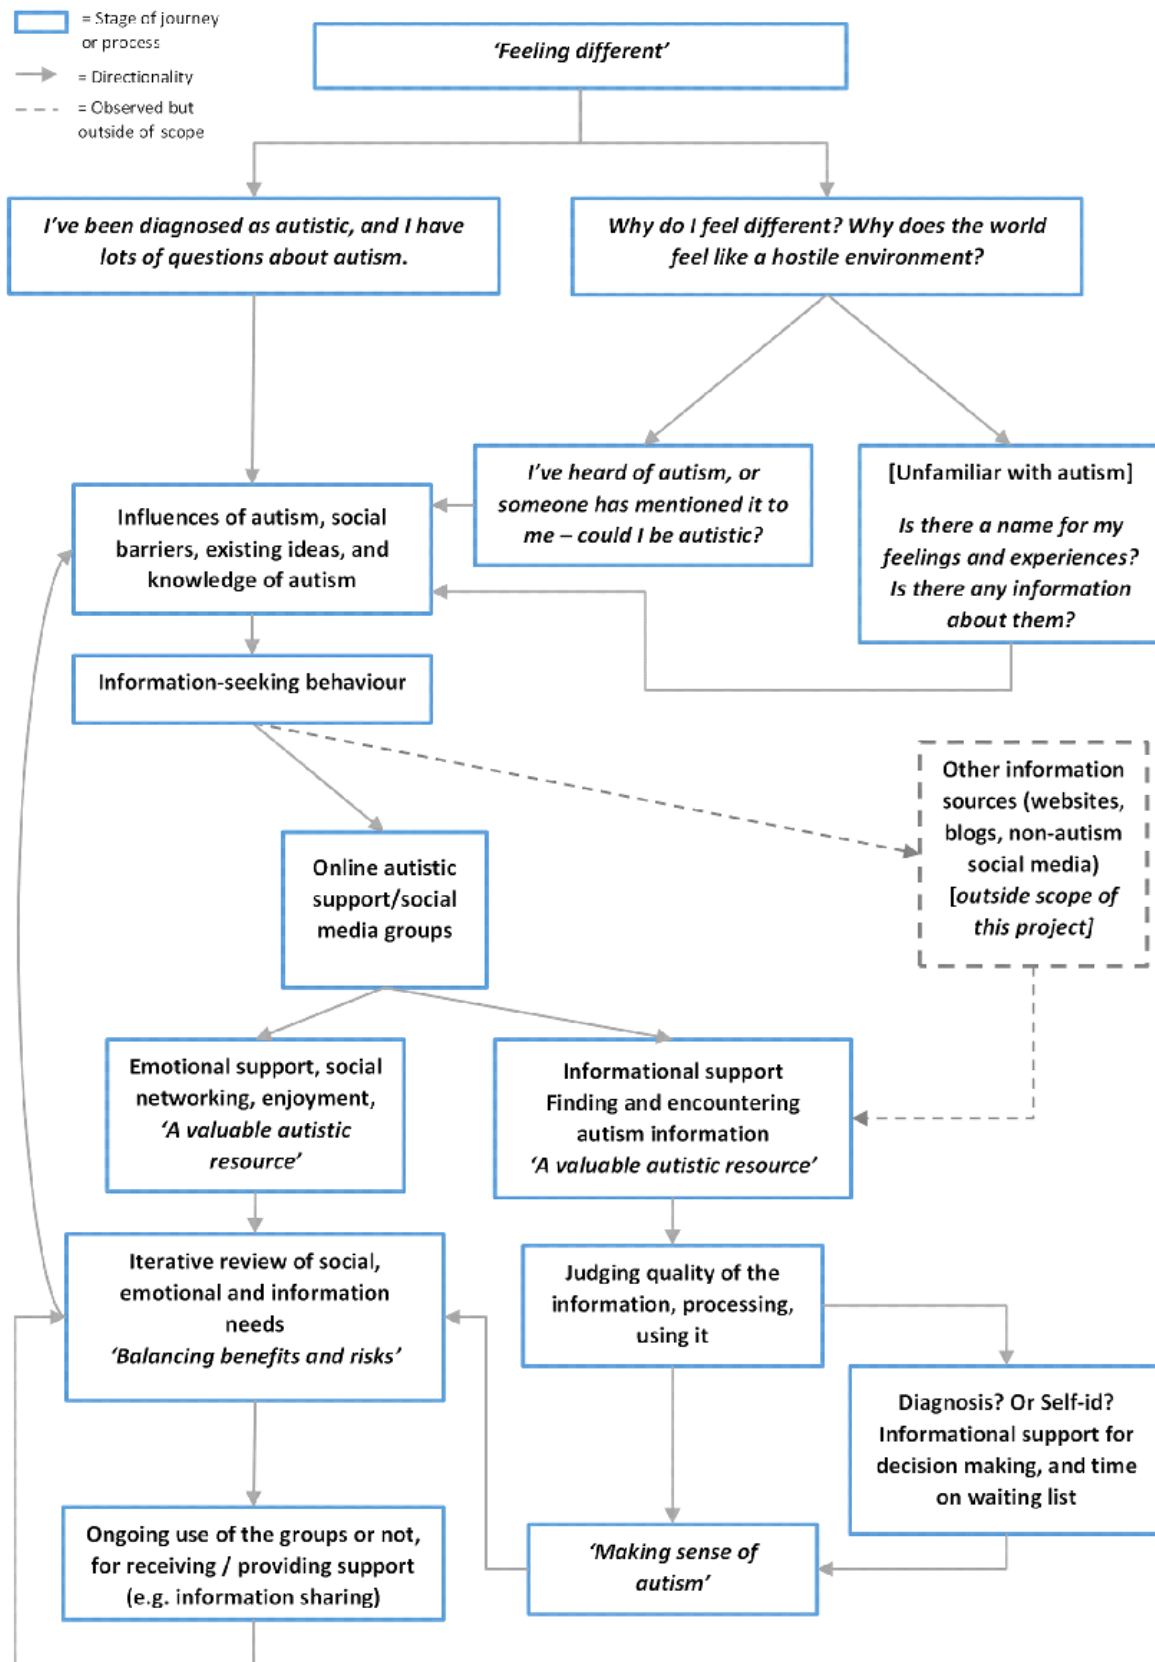 = Stage of journey
or process
= Directionality
= Observed but
outside of scope
‘Feeling different’
I’ve been diagnosed as autistic, and I have
lots of questions about autism.
Why do I feel different? Why does the world
feel like a hostile environment?
I’ve heard of autism, or
someone has mentioned it to
me – could I be autistic?
[Unfamiliar with autism]
Is there a name for my
feelings and experiences?
Is there any information
about them?
Influences of autism, social
barriers, existing ideas, and
knowledge of autism
Information-seeking behaviour
Other information
sources (websites,
blogs, non-autism
social media)
[outside scope of
this project]
Online autistic
support/social
media groups
Emotional support, social
networking, enjoyment,
‘A valuable autistic
resource’
Informational support
Finding and encountering
autism information
‘A valuable autistic resource’
Iterative review of social,
emotional and information
needs
‘Balancing benefits and risks’
Judging quality of the
information, processing,
using it
Diagnosis? Or Self-id?
Informational support for
decision making, and time
on waiting list
Ongoing use of the groups or not,
for receiving / providing support
(e.g. information sharing)
‘Making sense of
autism’